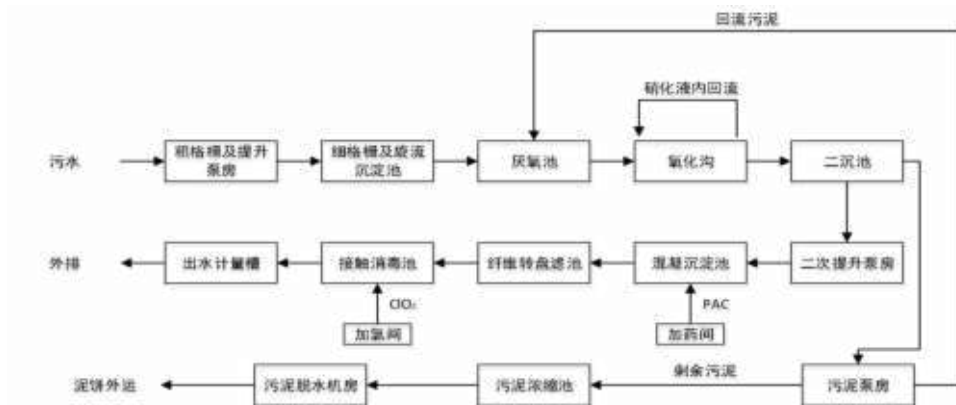 回流污泥
硝化液内回流
污水
粗格栅及提升
泵房
细格栅及旋流
沉淀池
厌氧池
氧化沟
二沉池
外排
出水计量槽
接触消毒池
纤维转盘滤池
混凝沉淀池
二次提升泵房
ClO₂
PAC
加氯间
加药间
剩余污泥
泥饼外运
污泥脱水机房
污泥浓缩池
污泥泵房